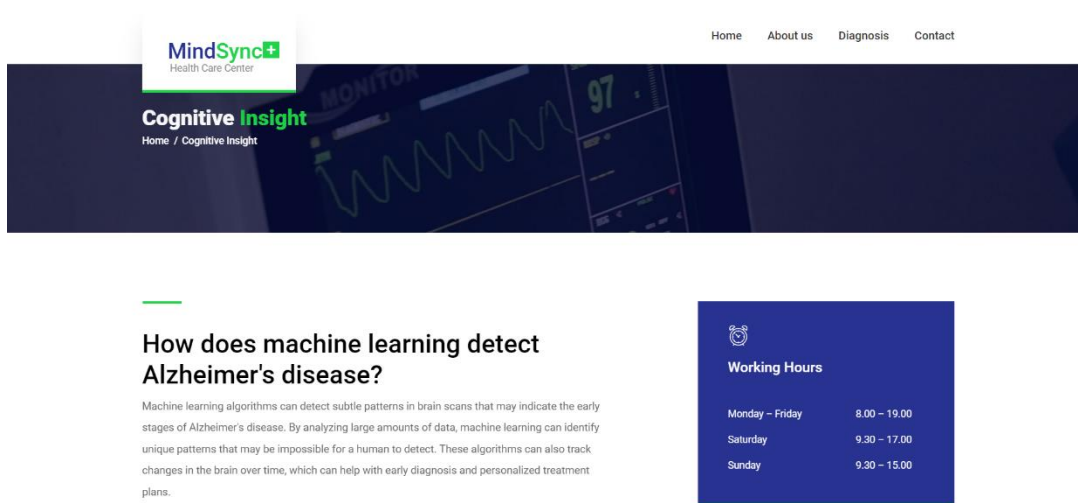 MindSync+
Health Care Center
Home About us Diagnosis Contact
MONITOR
97
Cognitive Insight
Home / Cognitive Insight
How does machine learning detect
Alzheimer's disease?
Machine learning algorithms can detect subtle patterns in brain scans that may indicate the early
stages of Alzheimer's disease. By analyzing large amounts of data, machine learning can identify
unique patterns that may be impossible for a human to detect. These algorithms can also track
changes in the brain over time, which can help with early diagnosis and personalized treatment
plans.
Working Hours
Monday – Friday 8.00 – 19.00
Saturday 9.30 – 17.00
Sunday 9.30 – 15.00